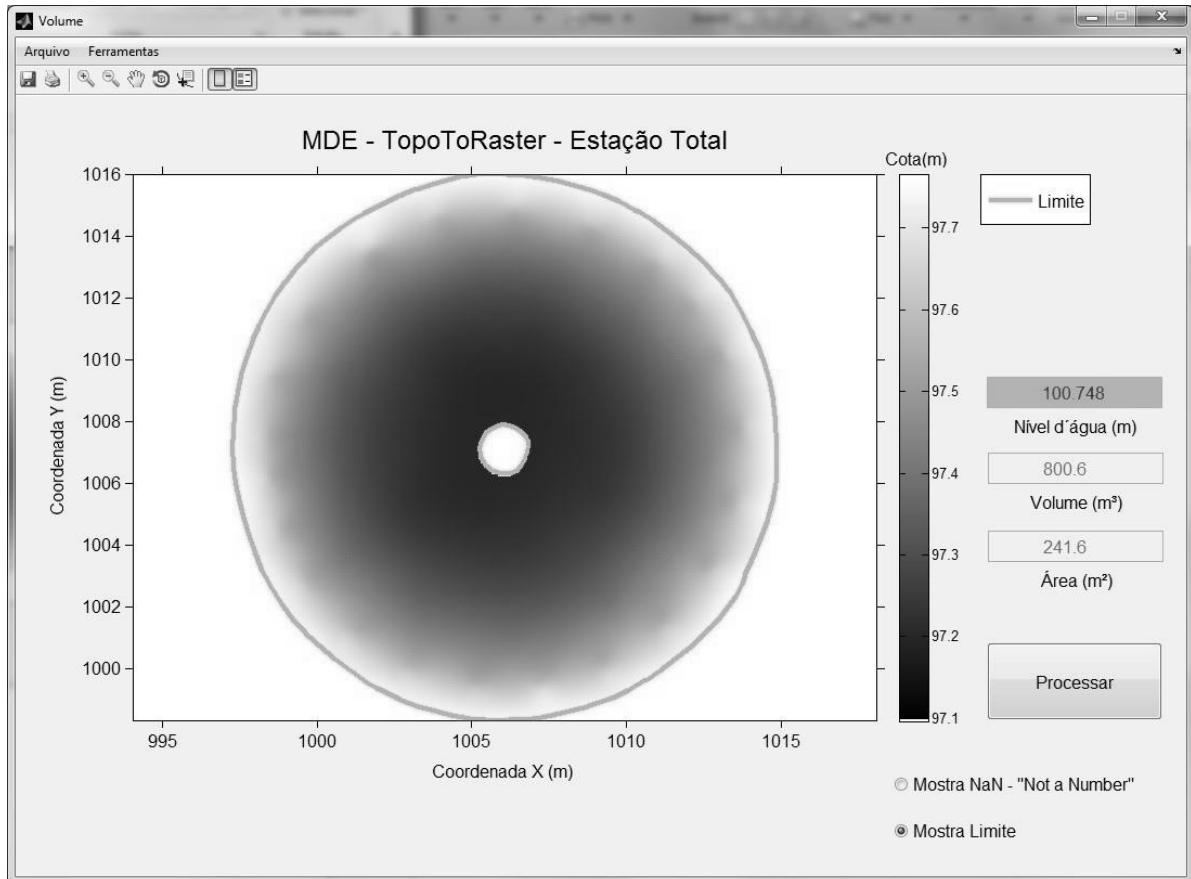 Volume
Arquivo Ferramentas
MDE - TopoToRaster - Estação Total
Cota(m)
1016
1014
1012
1010
1008
1006
1004
1002
1000
Coordenada Y (m)
995 1000 1005 1010 1015
Coordenada X (m)
97.7
97.6
97.5
97.4
97.3
97.2
97.1
Limite
100.748
Nível d´água (m)
800.6
Volume (m³)
241.6
Área (m²)
Processar
Mostra NaN - "Not a Number"
Mostra Limite